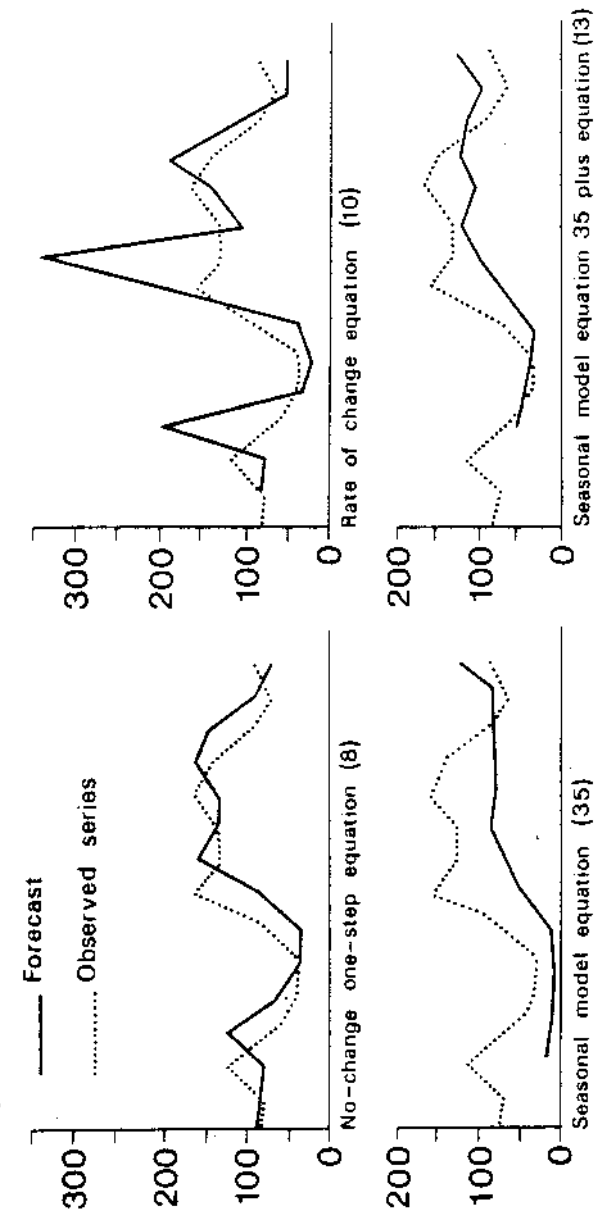 Forecast
Observed series
300
200
100
0
No-change one-step equation (8)
300
200
100
0
Rate of change equation (10)
200
100
0
Seasonal model equation (35)
200
100
0
Seasonal model equation 35 plus equation (13)